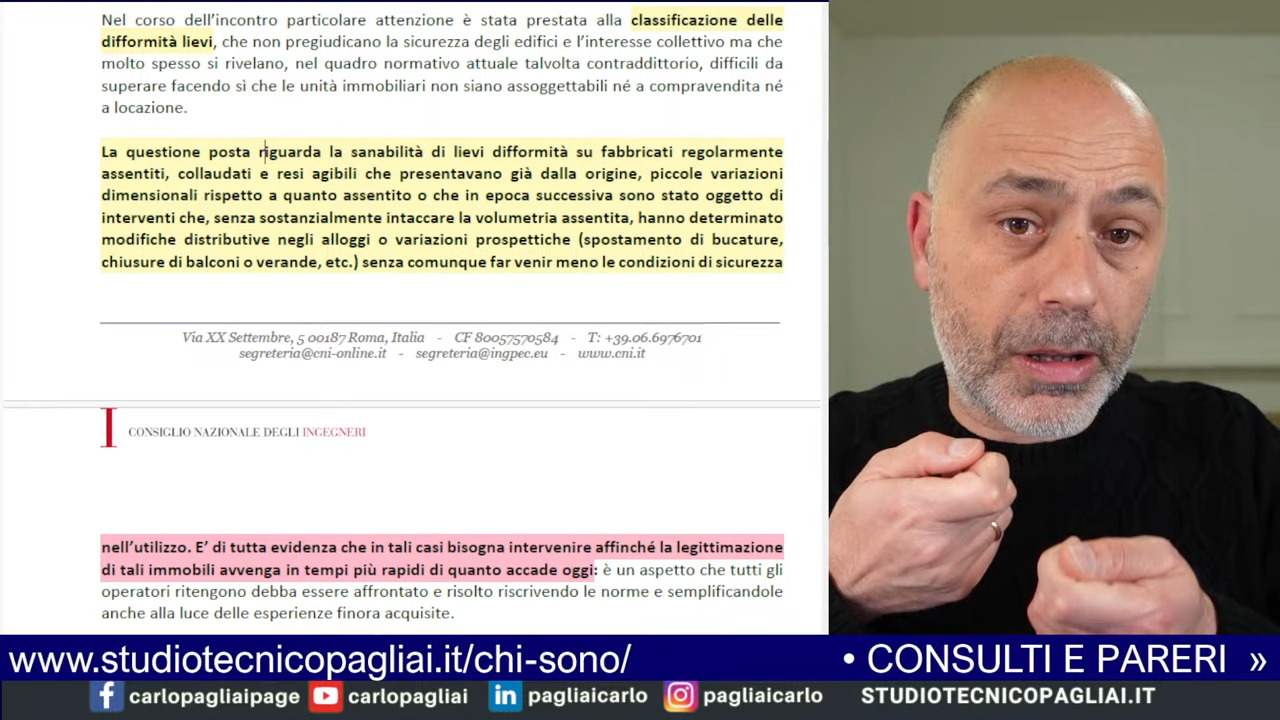 Nel corso dell’incontro particolare attenzione è stata prestata alla classificazione delle
difformità lievi, che non pregiudicano la sicurezza degli edifici e l’interesse collettivo ma che
molto spesso si rivelano, nel quadro normativo attuale talvolta contraddittorio, difficili da
superare facendo sì che le unità immobiliari non siano assoggettabili né a compravendita né
a locazione.
La questione posta riguarda la sanabilità di lievi difformità su fabbricati regolarmente
assentiti, collaudati e resi agibili che presentavano già dalla origine, piccole variazioni
dimensionali rispetto a quanto assentito o che in epoca successiva sono stato oggetto di
interventi che, senza sostanzialmente intaccare la volumetria assentita, hanno determinato
modifiche distributive negli alloggi o variazioni prospettiche (spostamento di bucature,
chiusure di balconi o verande, etc.) senza comunque far venir meno le condizioni di sicurezza
Via XX Settembre, 5 00187 Roma, Italia - CF 80057570584 - T: +39.06.6976701
segreteria@cni-online.it - segreteria@ingpec.eu - www.cni.it
CONSIGLIO NAZIONALE DEGLI INGEGNERI
nell’utilizzo. E’ di tutta evidenza che in tali casi bisogna intervenire affinché la legittimazione
di tali immobili avvenga in tempi più rapidi di quanto accade oggi: è un aspetto che tutti gli
operatori ritengono debba essere affrontato e risolto riscrivendo le norme e semplificandole
anche alla luce delle esperienze finora acquisite.
www.studiotecnicopagliai.it/chi-sono/ • CONSULTI E PARERI »
carlopagliaipage carlopagliai pagliaicarlo pagliaicarlo STUDIOTECNICOPAGLIAI.IT